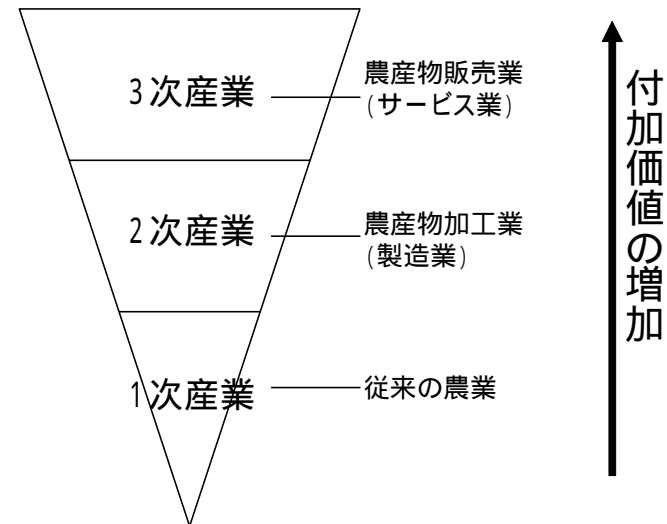 3次産業
農産物販売業
(サービス業)
2次産業
農産物加工業
(製造業)
1次産業
従来の農業
付加価値の増加